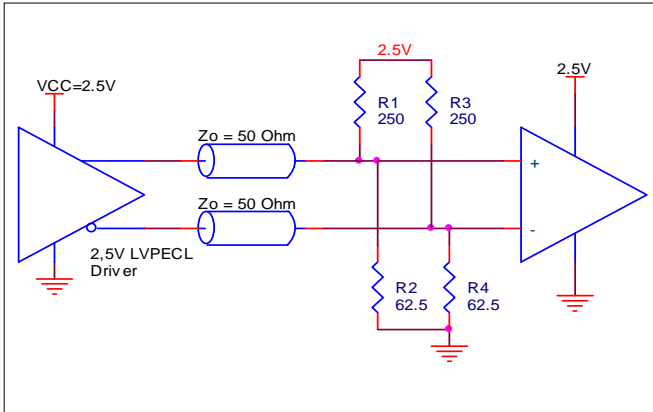 2.5V
VCC=2.5V
2.5V
R1
250
R3
250
Zo = 50 Ohm
+
Zo = 50 Ohm
-
2,5V LVPECL
Driver
R2
62.5
R4
62.5